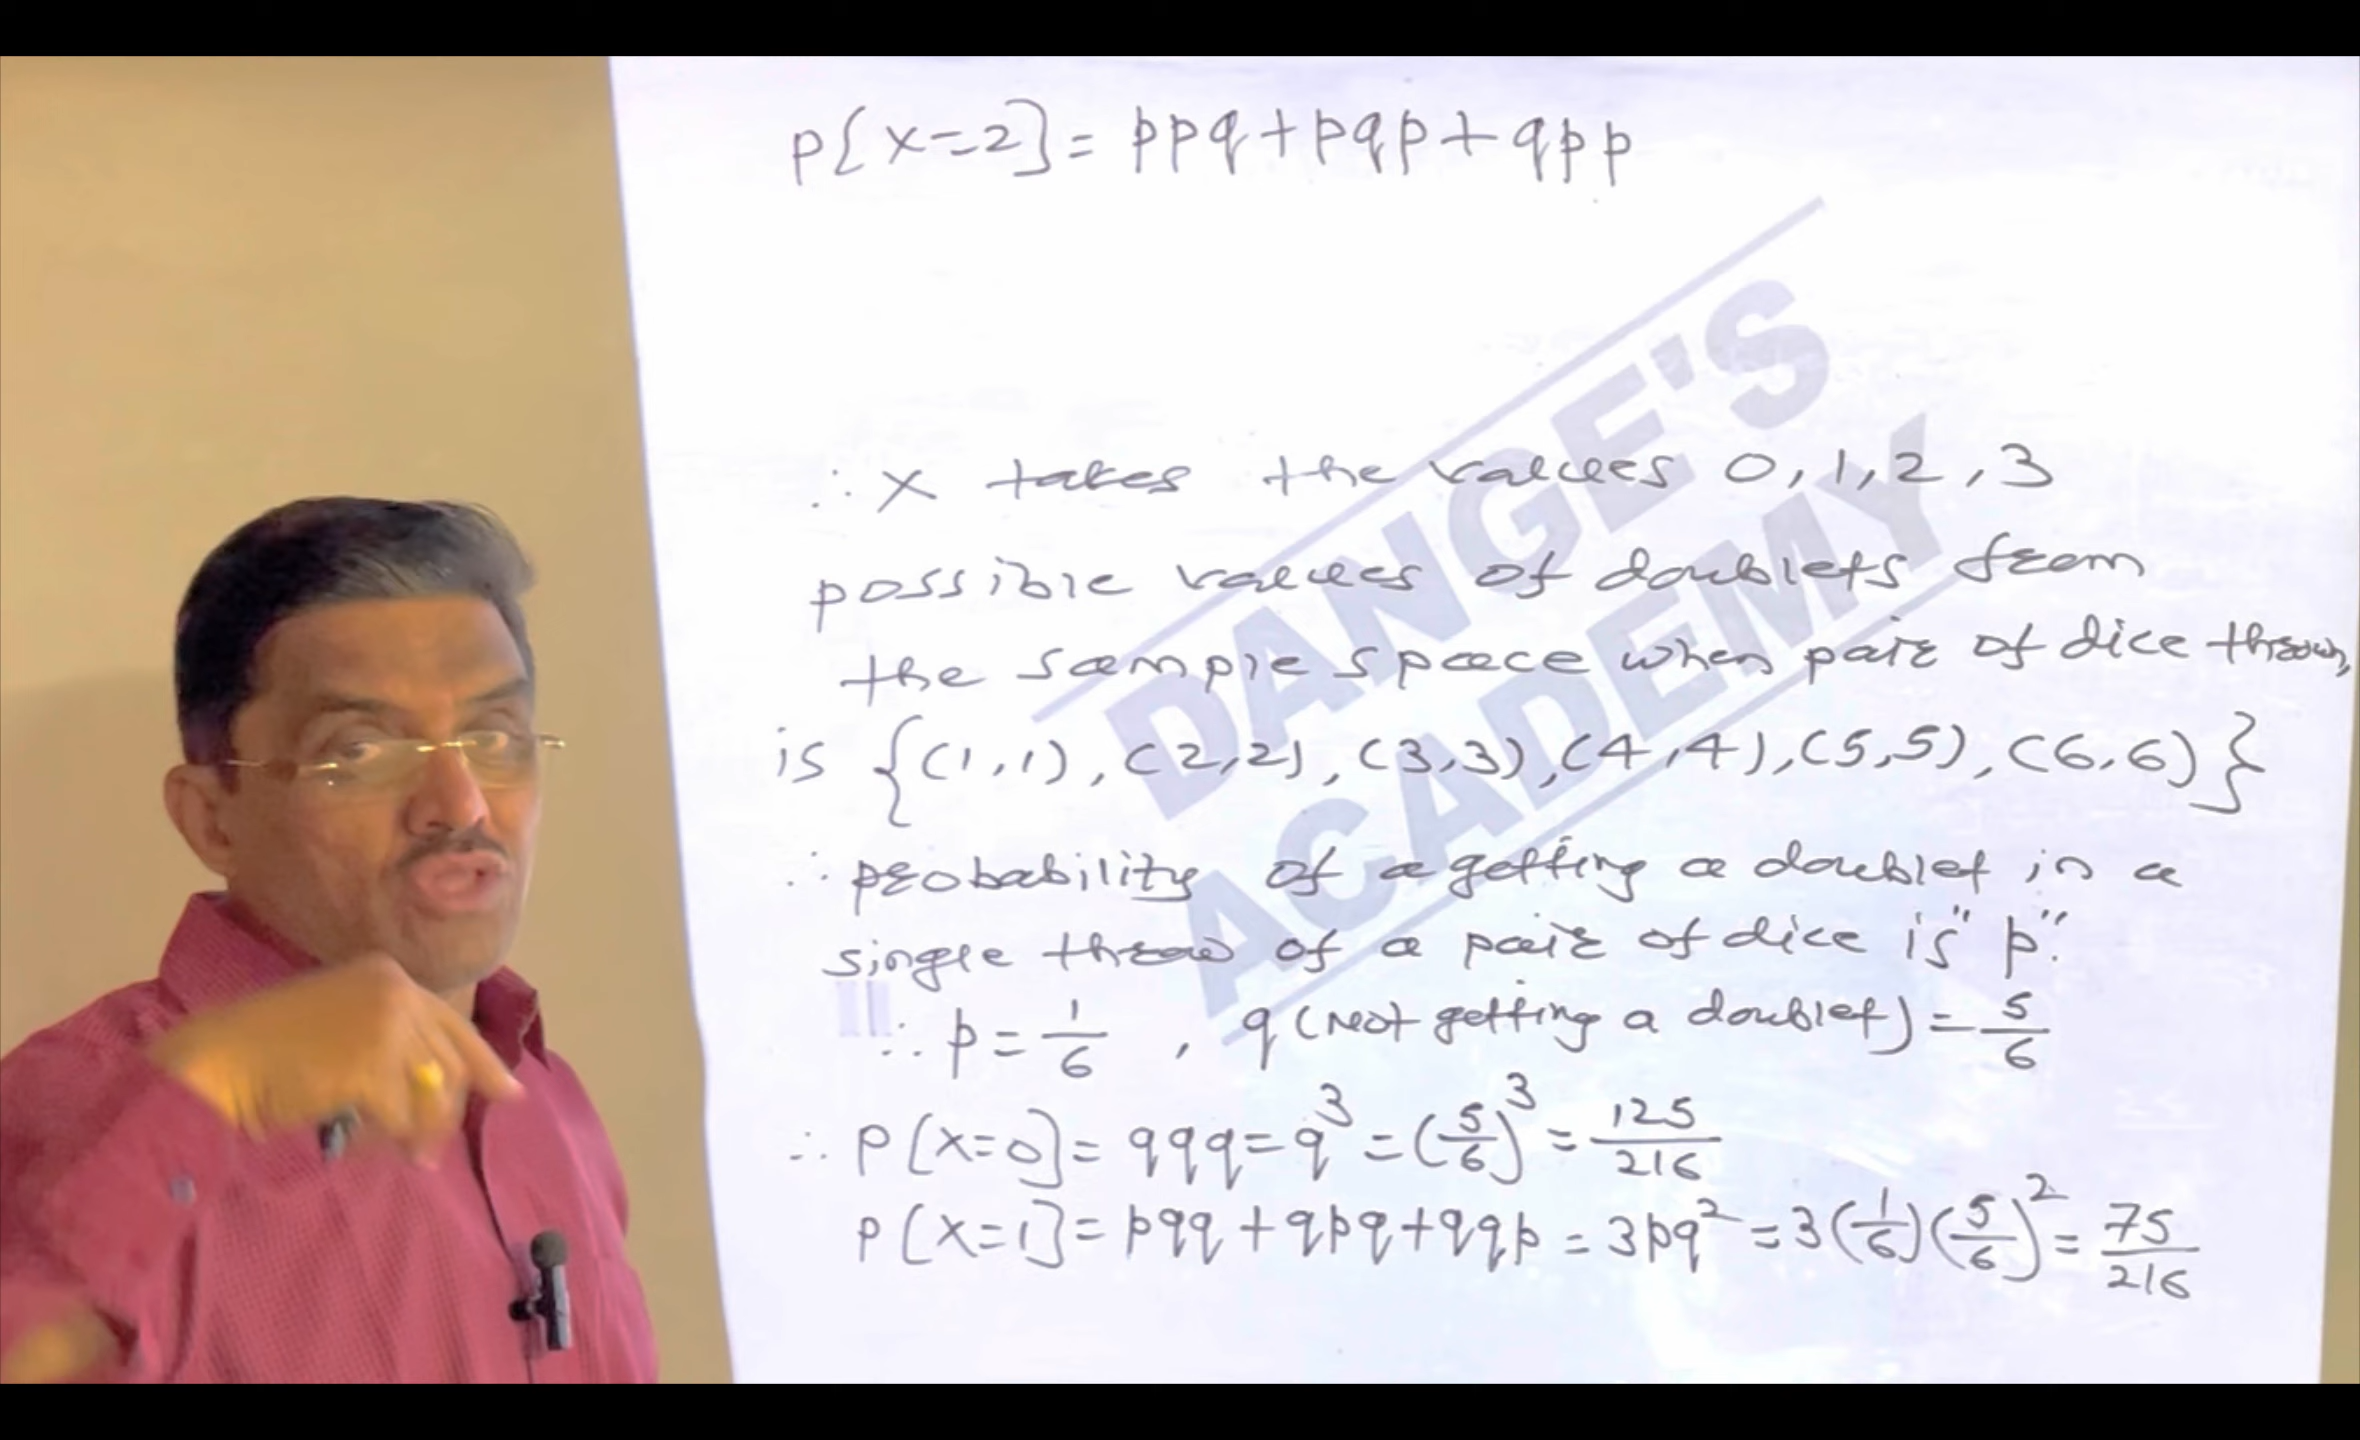 P[X=2] = ppq+pqp+qpp
∴ X takes the values 0, 1, 2, 3
possible values of doublets from
the sample space when pair of dice thrown,
is {(1,1), (2,2), (3,3), (4,4), (5,5), (6,6)}
∴ probability of a getting a doublet in a
single throw of a pair of dice is "p".
∴ p = 1/6 , q (not getting a doublet) = 5/6
∴ P[X=0] = qqq = q³ = (5/6)³ = 125/216
P[X=1] = pqq + qpq + qqp = 3pq² = 3(1/6)(5/6)² = 75/216
DANGE'S
ACADEMY